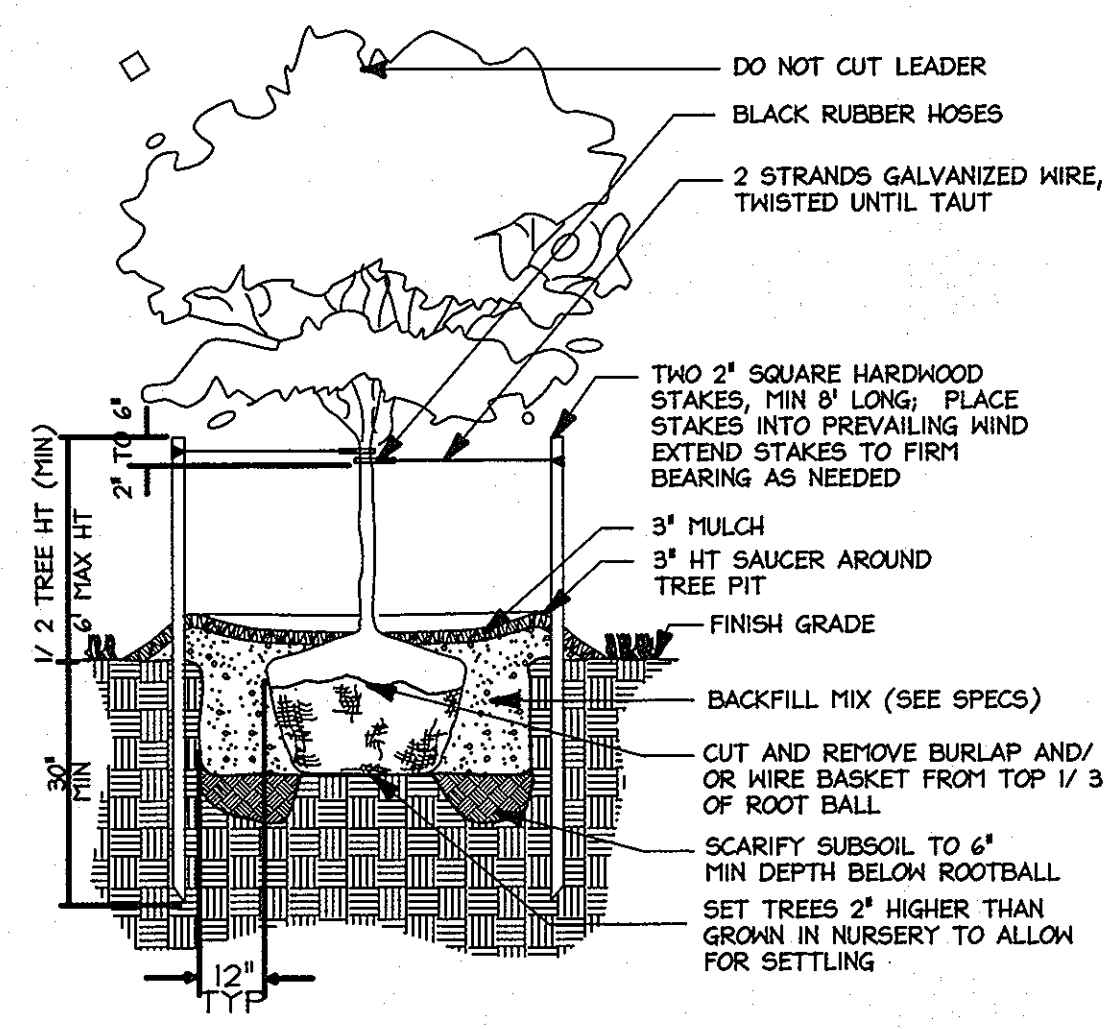 DO NOT CUT LEADER
BLACK RUBBER HOSES
2 STRANDS GALVANIZED WIRE,
TWISTED UNTIL TAUT
TWO 2" SQUARE HARDWOOD
STAKES, MIN 8' LONG; PLACE
STAKES INTO PREVAILING WIND
EXTEND STAKES TO FIRM
BEARING AS NEEDED
3" MULCH
3" HT SAUCER AROUND
TREE PIT
FINISH GRADE
BACKFILL MIX (SEE SPECS)
CUT AND REMOVE BURLAP AND/
OR WIRE BASKET FROM TOP 1/ 3
OF ROOT BALL
SCARIFY SUBSOIL TO 6"
MIN DEPTH BELOW ROOTBALL
SET TREES 2" HIGHER THAN
GROWN IN NURSERY TO ALLOW
FOR SETTLING
1/ 2 TREE HT (MIN)
6' MAX HT
2" TO 6"
30"
MIN
12"
TYP